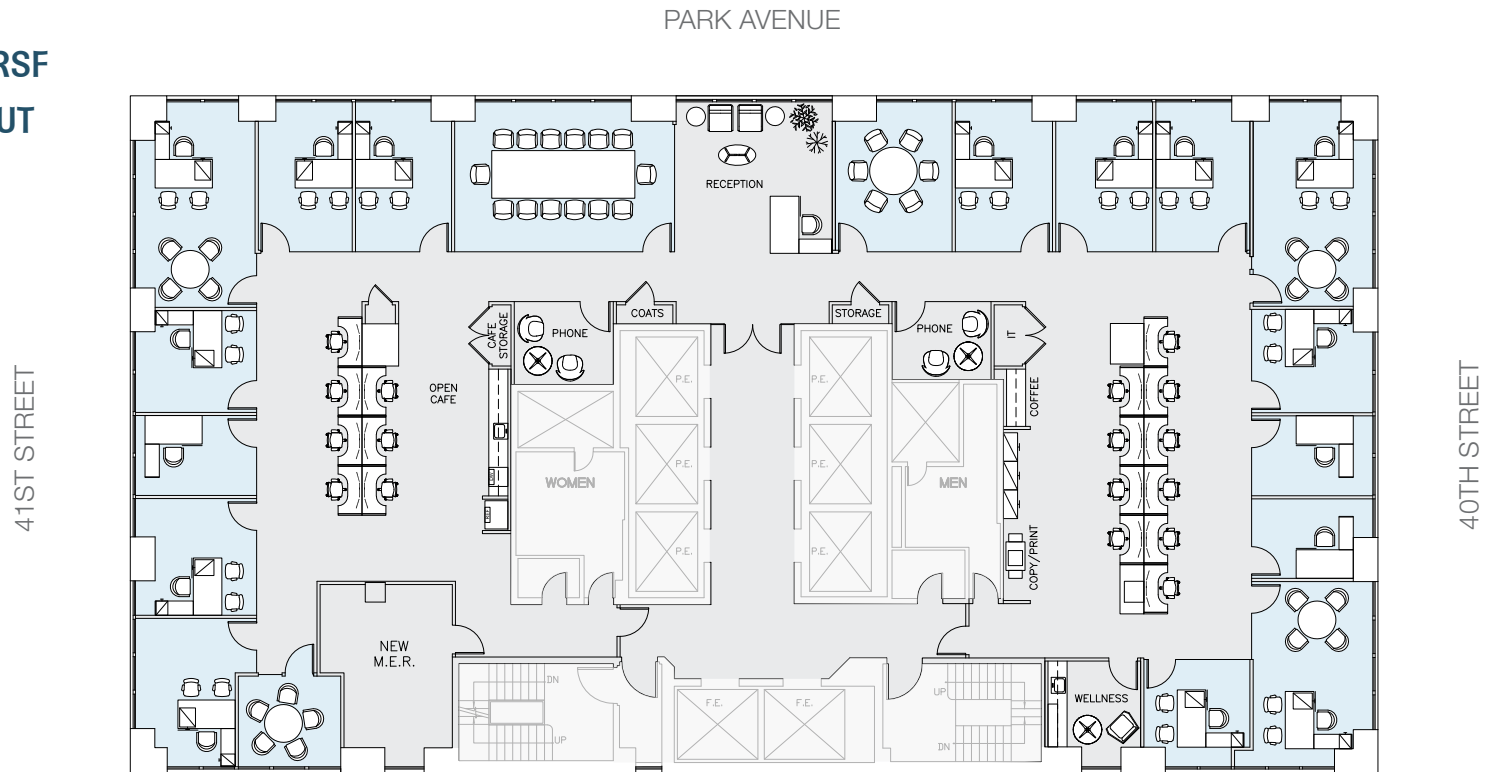 PARK AVENUE
RSF
UT
RECEPTION
CAFE
STORAGE
PHONE
COATS
STORAGE
PHONE
IT
P.E.
P.E.
OPEN
CAFE
COFFEE
41ST STREET
40TH STREET
WOMEN
P.E.
P.E.
MEN
P.E.
P.E.
COPY/PRINT
NEW
M.E.R.
DN
UP
F.E.
F.E.
UP
DN
WELLNESS